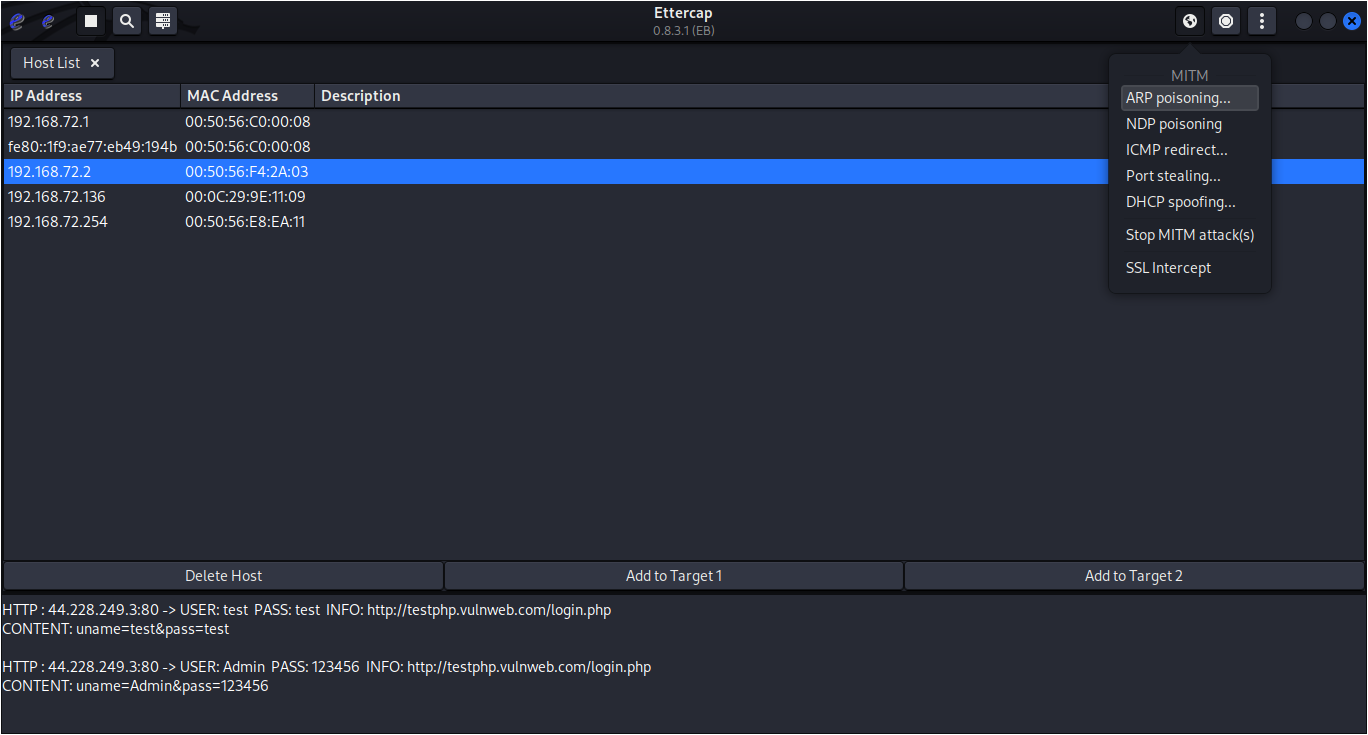 Ettercap
0.8.3.1 (EB)
Host List ×
IP Address MAC Address Description
192.168.72.1 00:50:56:C0:00:08
fe80::1f9:ae77:eb49:194b 00:50:56:C0:00:08
192.168.72.2 00:50:56:F4:2A:03
192.168.72.136 00:0C:29:9E:11:09
192.168.72.254 00:50:56:E8:EA:11
MITM
ARP poisoning...
NDP poisoning
ICMP redirect...
Port stealing...
DHCP spoofing...
Stop MITM attack(s)
SSL Intercept
Delete Host Add to Target 1 Add to Target 2
HTTP : 44.228.249.3:80 -> USER: test PASS: test INFO: http://testphp.vulnweb.com/login.php
CONTENT: uname=test&pass=test
HTTP : 44.228.249.3:80 -> USER: Admin PASS: 123456 INFO: http://testphp.vulnweb.com/login.php
CONTENT: uname=Admin&pass=123456